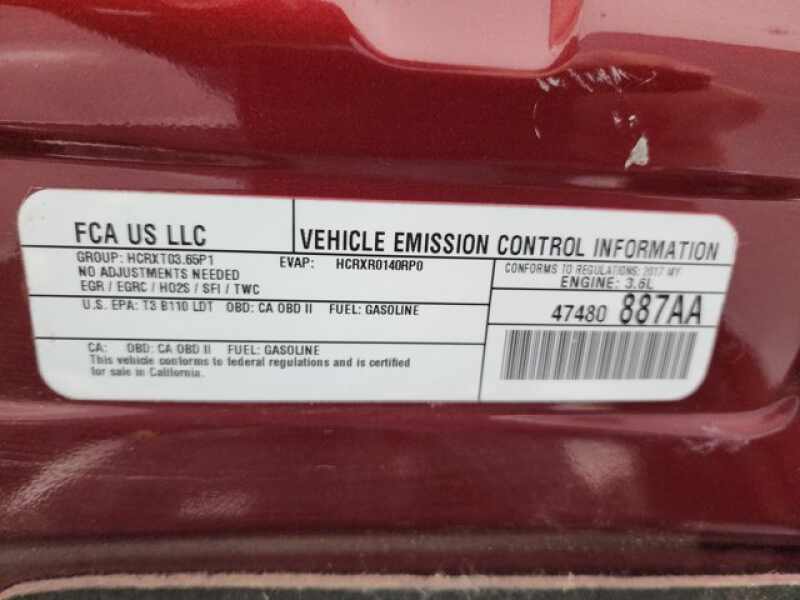 FCA US LLC
VEHICLE EMISSION CONTROL INFORMATION
GROUP: HCRXT03.65P1 EVAP: HCRXR0140RP0
NO ADJUSTMENTS NEEDED
EGR / EGRC / HO2S / SFI / TWC
CONFORMS TO REGULATIONS: 2017 MY
ENGINE: 3.6L
U.S. EPA: T3 B110 LDT OBD: CA OBD II FUEL: GASOLINE
47480 887AA
CA: OBD: CA OBD II FUEL: GASOLINE
This vehicle conforms to federal regulations and is certified
for sale in California.